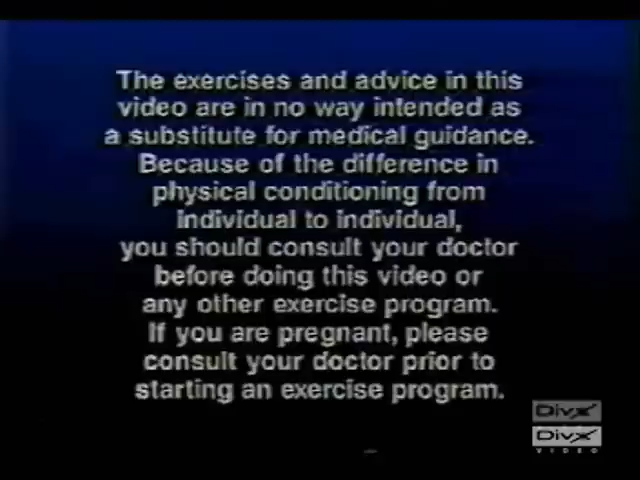 The exercises and advice in this
video are in no way intended as
a substitute for medical guidance.
Because of the difference in
physical conditioning from
individual to individual,
you should consult your doctor
before doing this video or
any other exercise program.
If you are pregnant, please
consult your doctor prior to
starting an exercise program.
DivX
DivX
VIDEO